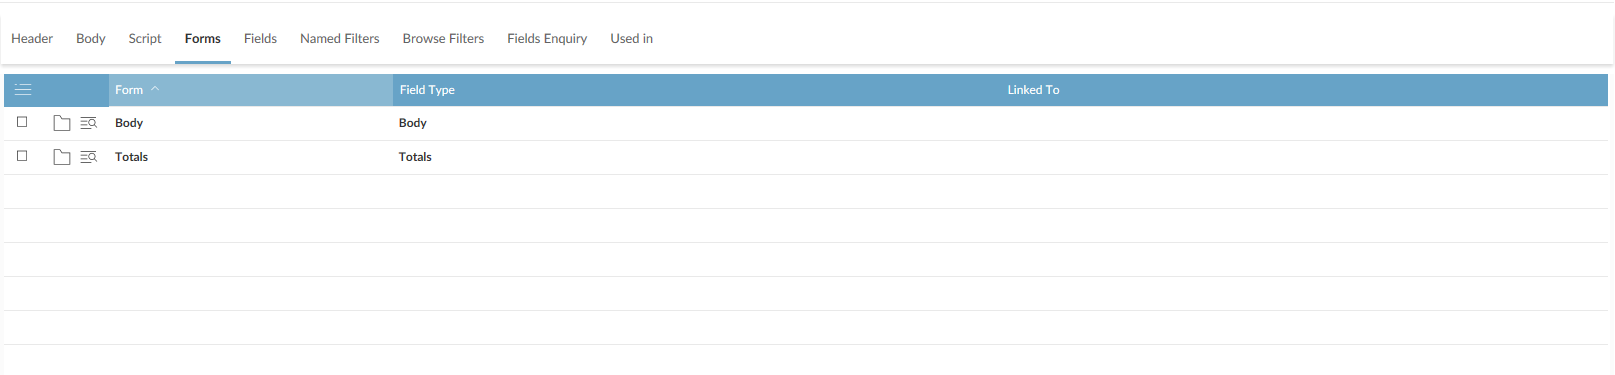 Header Body Script Forms Fields Named Filters Browse Filters Fields Enquiry Used in
Form Field Type Linked To
Body Body
Totals Totals